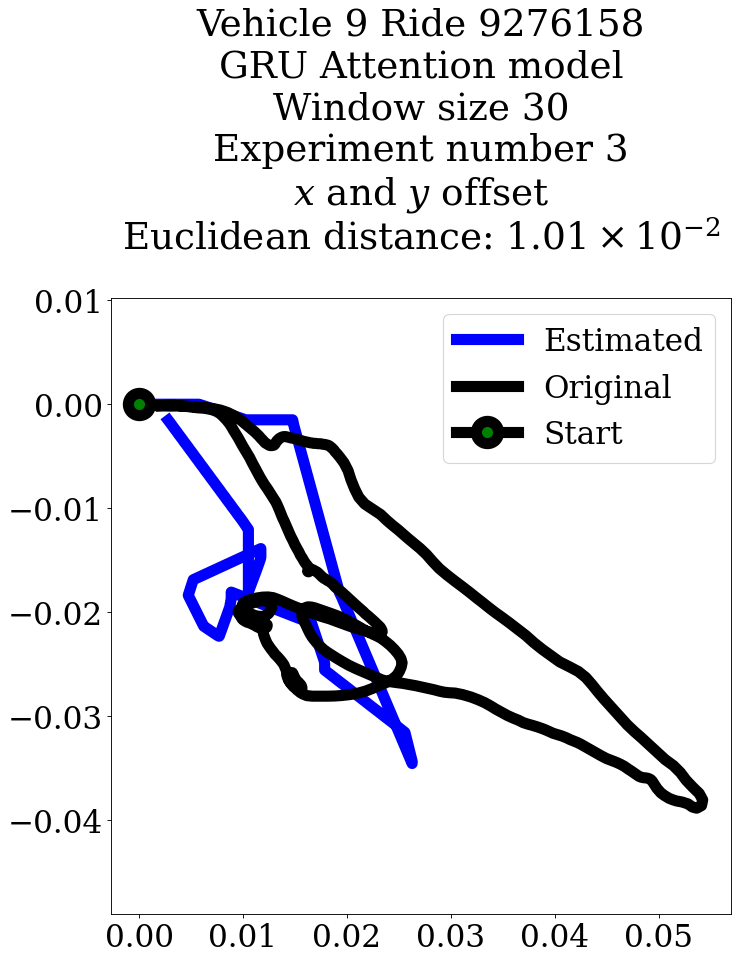 Vehicle 9 Ride 9276158
GRU Attention model
Window size 30
Experiment number 3
x and y offset
Euclidean distance: 1.01 × 10⁻²
Estimated
Original
Start
0.01
0.00
−0.01
−0.02
−0.03
−0.04
0.00 0.01 0.02 0.03 0.04 0.05